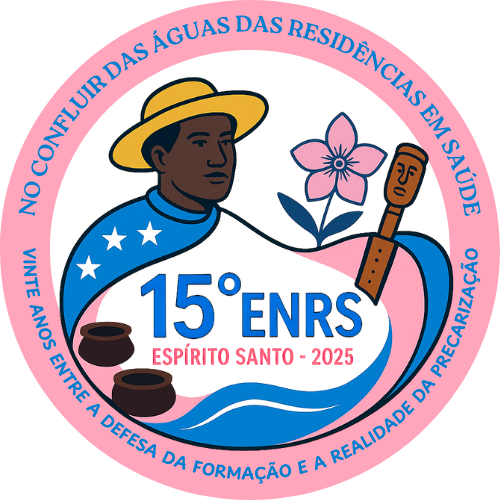 NO CONFLUIR DAS ÁGUAS DAS RESIDÊNCIAS EM SAÚDE
15º ENRS
ESPÍRITO SANTO - 2025
VINTE ANOS ENTRE A DEFESA DA FORMAÇÃO E A REALIDADE DA PRECARIZAÇÃO